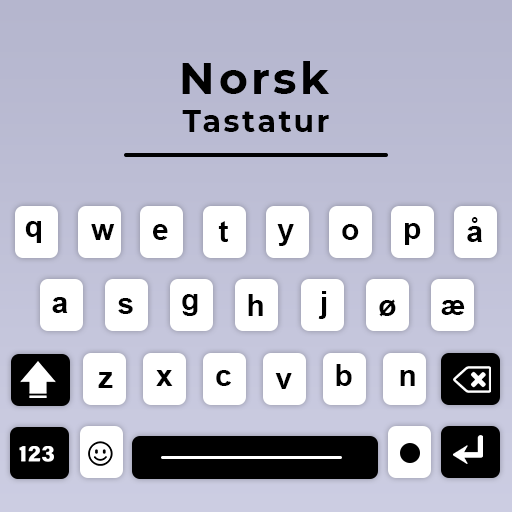 Norsk
Tastatur
q w e t y o p å
a s g h j ø æ
z x c v b n
123